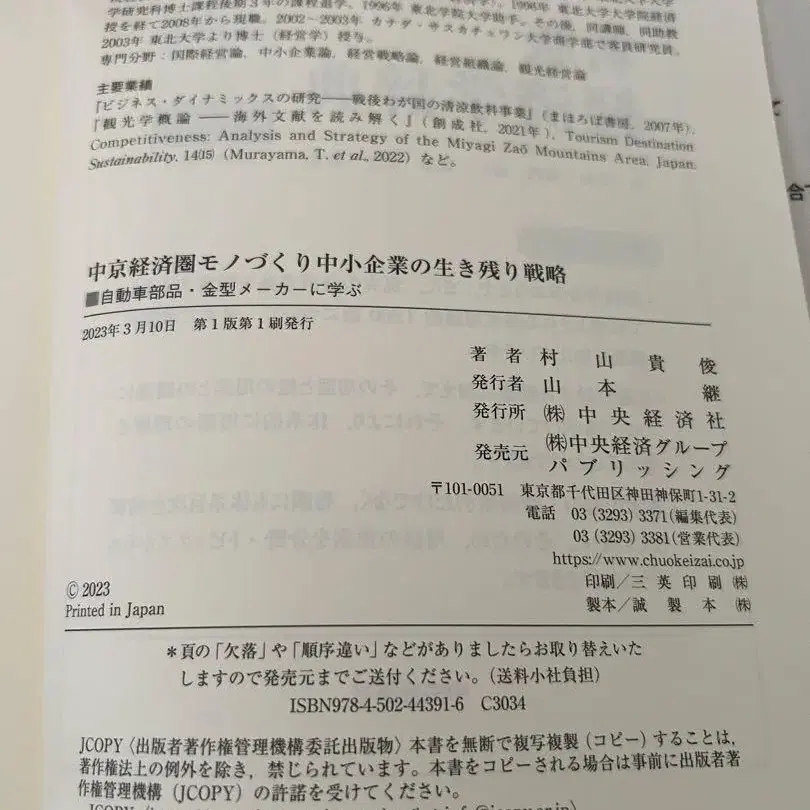 学研究科博士課程後期3年の課程退学。1996年 東北学院大学助手。その後，同講師，同助教
授を経て2008年から現職。2002～2003年 カナダ・サスカチュワン大学商学部で客員研究員。
2003年 東北大学より博士（経営学）授与。
専門分野：国際経営論，中小企業論，経営戦略論，経営組織論，観光経営論
主要業績
『ビジネス・ダイナミックスの研究――戦後わが国の清涼飲料事業』（まほろば書房，2007年），
『観光学概論――海外文献を読み解く』（創成社，2021年），Tourism Destination
Competitiveness: Analysis and Strategy of the Miyagi Zaō Mountains Area, Japan.
Sustainability, 14(15) (Murayama, T. et al., 2022) など。
中京経済圏モノづくり中小企業の生き残り戦略
■自動車部品・金型メーカーに学ぶ
2023年3月10日 第1版第1刷発行
著者 村山貴俊
発行者 山本継
発行所 ㈱中央経済社
発売元 ㈱中央経済グループ
パブリッシング
〒101-0051 東京都千代田区神田神保町1-31-2
電話 03 (3293) 3371(編集代表)
03 (3293) 3381(営業代表)
https://www.chuokeizai.co.jp
印刷／三英印刷㈱
製本／誠製本㈱
© 2023
Printed in Japan
＊頁の「欠落」や「順序違い」などがありましたらお取り替えいた
しますので発売元までご送付ください。（送料小社負担）
ISBN978-4-502-44391-6 C3034
JCOPY〈出版者著作権管理機構委託出版物〉本書を無断で複写複製（コピー）することは，
著作権法上の例外を除き，禁じられています。本書をコピーされる場合は事前に出版者著
作権管理機構（JCOPY）の許諾を受けてください。